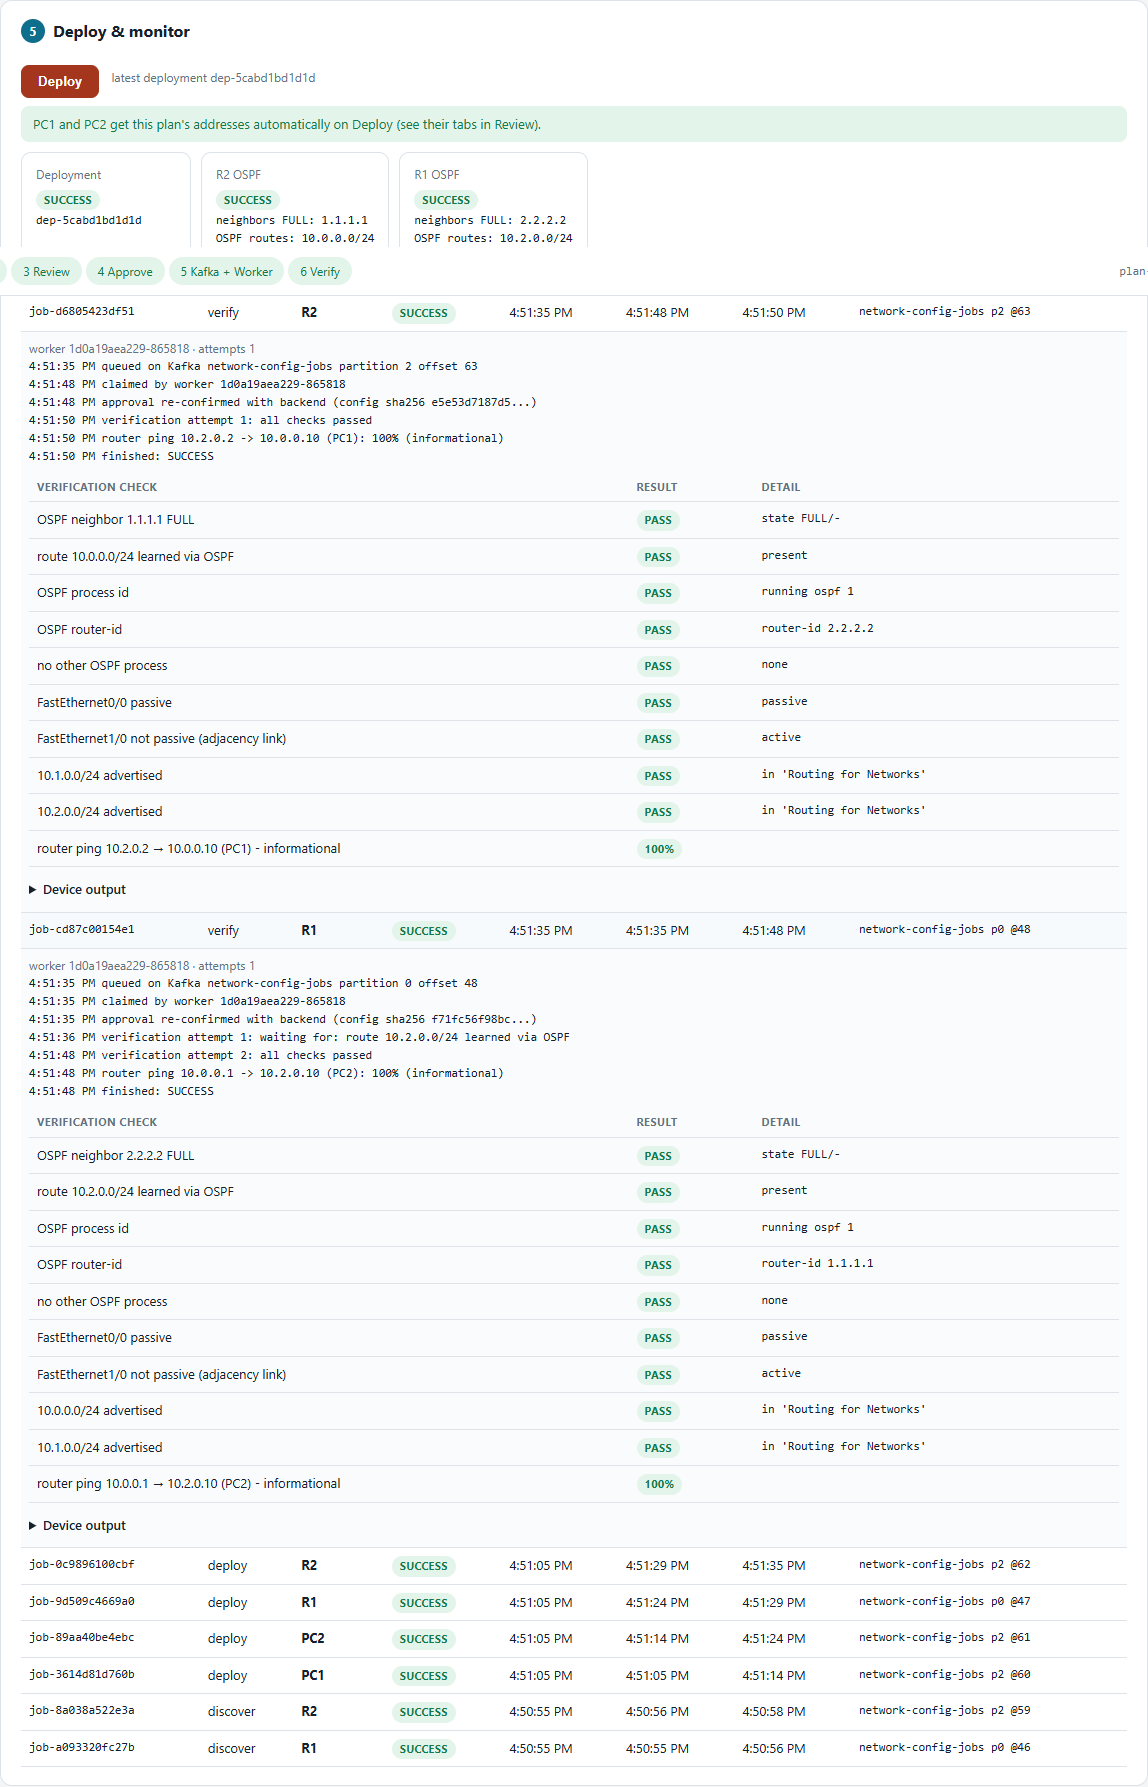 5 Deploy & monitor
Deploy latest deployment dep-5cabd1bd1d1d
PC1 and PC2 get this plan's addresses automatically on Deploy (see their tabs in Review).
Deployment
SUCCESS
dep-5cabd1bd1d1d
R2 OSPF
SUCCESS
neighbors FULL: 1.1.1.1
OSPF routes: 10.0.0.0/24
R1 OSPF
SUCCESS
neighbors FULL: 2.2.2.2
OSPF routes: 10.2.0.0/24
3 Review 4 Approve 5 Kafka + Worker 6 Verify plan-
job-d6805423df51 verify R2 SUCCESS 4:51:35 PM 4:51:48 PM 4:51:50 PM network-config-jobs p2 @63
worker 1d0a19aea229-865818 · attempts 1
4:51:35 PM queued on Kafka network-config-jobs partition 2 offset 63
4:51:48 PM claimed by worker 1d0a19aea229-865818
4:51:48 PM approval re-confirmed with backend (config sha256 e5e53d7187d5...)
4:51:50 PM verification attempt 1: all checks passed
4:51:50 PM router ping 10.2.0.2 -> 10.0.0.10 (PC1): 100% (informational)
4:51:50 PM finished: SUCCESS
VERIFICATION CHECK RESULT DETAIL
OSPF neighbor 1.1.1.1 FULL PASS state FULL/-
route 10.0.0.0/24 learned via OSPF PASS present
OSPF process id PASS running ospf 1
OSPF router-id PASS router-id 2.2.2.2
no other OSPF process PASS none
FastEthernet0/0 passive PASS passive
FastEthernet1/0 not passive (adjacency link) PASS active
10.1.0.0/24 advertised PASS in 'Routing for Networks'
10.2.0.0/24 advertised PASS in 'Routing for Networks'
router ping 10.2.0.2 → 10.0.0.10 (PC1) - informational 100%
▶ Device output
job-cd87c00154e1 verify R1 SUCCESS 4:51:35 PM 4:51:35 PM 4:51:48 PM network-config-jobs p0 @48
worker 1d0a19aea229-865818 · attempts 1
4:51:35 PM queued on Kafka network-config-jobs partition 0 offset 48
4:51:35 PM claimed by worker 1d0a19aea229-865818
4:51:35 PM approval re-confirmed with backend (config sha256 f71fc56f98bc...)
4:51:36 PM verification attempt 1: waiting for: route 10.2.0.0/24 learned via OSPF
4:51:48 PM verification attempt 2: all checks passed
4:51:48 PM router ping 10.0.0.1 -> 10.2.0.10 (PC2): 100% (informational)
4:51:48 PM finished: SUCCESS
VERIFICATION CHECK RESULT DETAIL
OSPF neighbor 2.2.2.2 FULL PASS state FULL/-
route 10.2.0.0/24 learned via OSPF PASS present
OSPF process id PASS running ospf 1
OSPF router-id PASS router-id 1.1.1.1
no other OSPF process PASS none
FastEthernet0/0 passive PASS passive
FastEthernet1/0 not passive (adjacency link) PASS active
10.0.0.0/24 advertised PASS in 'Routing for Networks'
10.1.0.0/24 advertised PASS in 'Routing for Networks'
router ping 10.0.0.1 → 10.2.0.10 (PC2) - informational 100%
▶ Device output
job-0c9896100cbf deploy R2 SUCCESS 4:51:05 PM 4:51:29 PM 4:51:35 PM network-config-jobs p2 @62
job-9d509c4669a0 deploy R1 SUCCESS 4:51:05 PM 4:51:24 PM 4:51:29 PM network-config-jobs p0 @47
job-89aa40be4ebc deploy PC2 SUCCESS 4:51:05 PM 4:51:14 PM 4:51:24 PM network-config-jobs p2 @61
job-3614d81d760b deploy PC1 SUCCESS 4:51:05 PM 4:51:05 PM 4:51:14 PM network-config-jobs p2 @60
job-8a038a522e3a discover R2 SUCCESS 4:50:55 PM 4:50:56 PM 4:50:58 PM network-config-jobs p2 @59
job-a093320fc27b discover R1 SUCCESS 4:50:55 PM 4:50:55 PM 4:50:56 PM network-config-jobs p0 @46